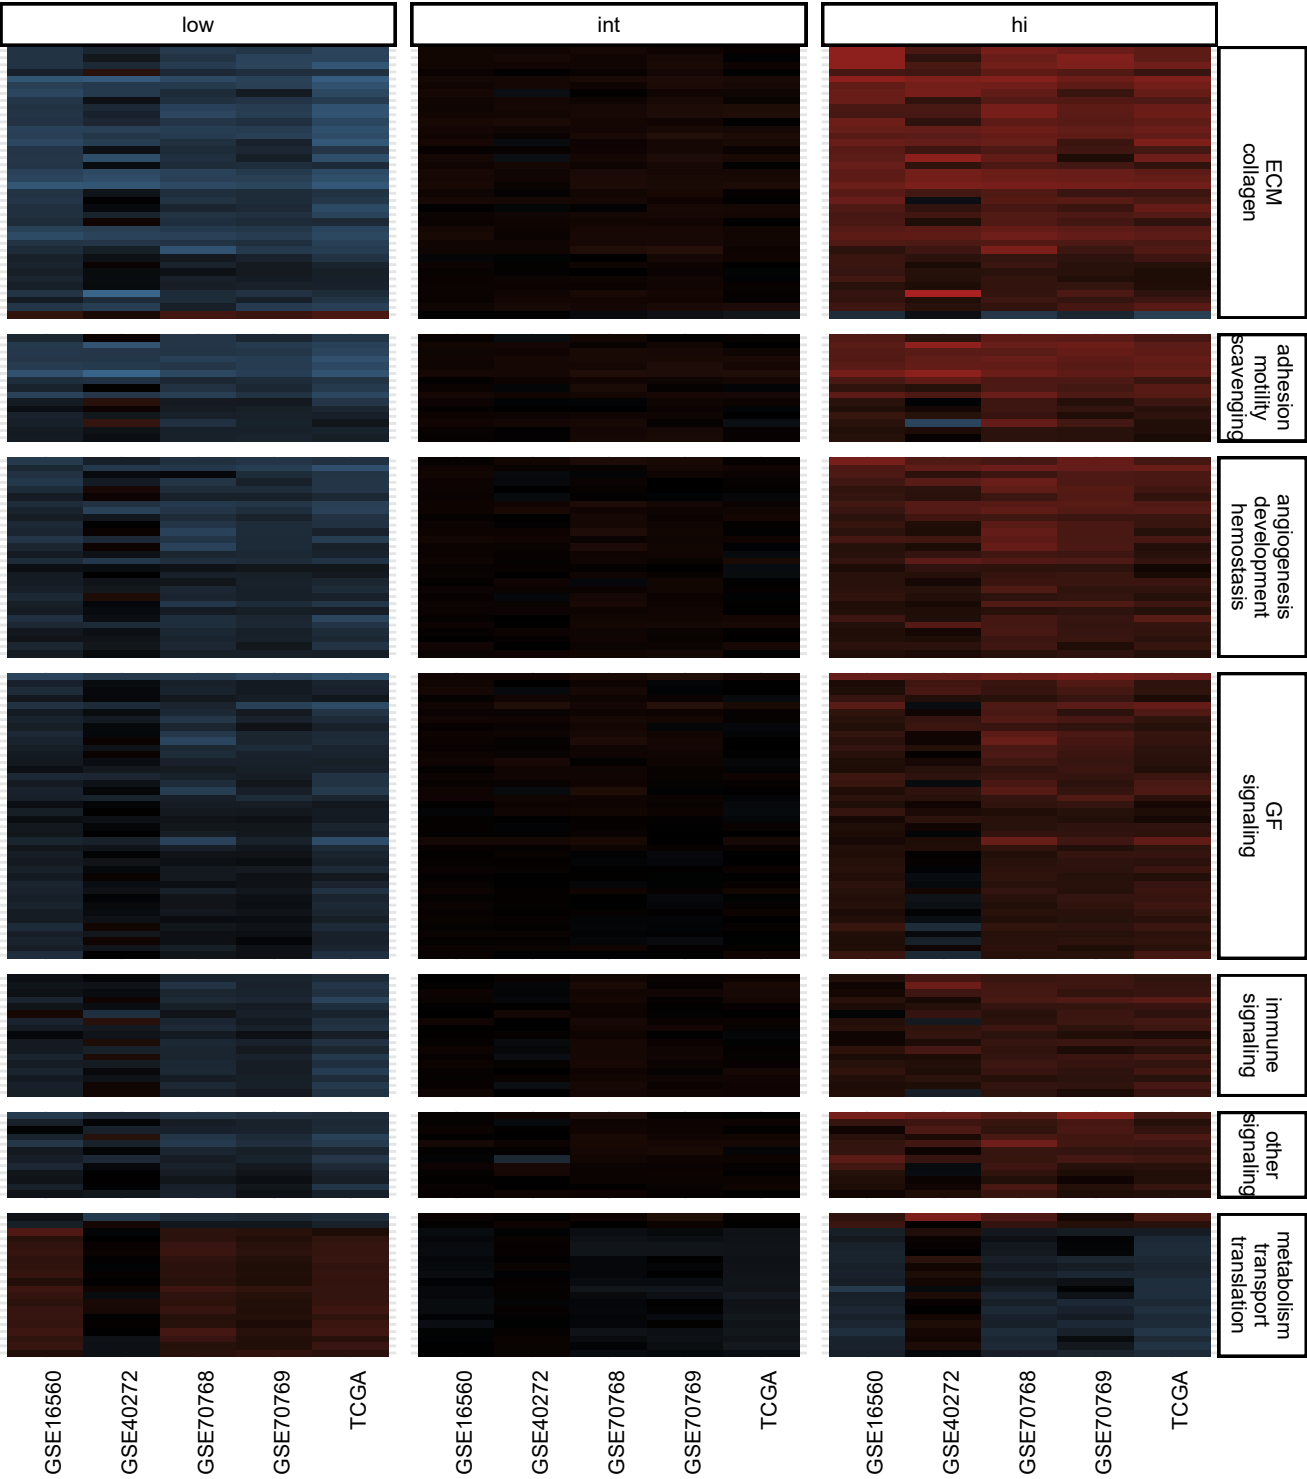 low
int
hi
ECM
collagen
adhesion
motility
scavenging
angiogenesis
development
hemostasis
GF
signaling
immune
signaling
other
signaling
metabolism
transport
translation
GSE16560
GSE40272
GSE70768
GSE70769
TCGA
GSE16560
GSE40272
GSE70768
GSE70769
TCGA
GSE16560
GSE40272
GSE70768
GSE70769
TCGA